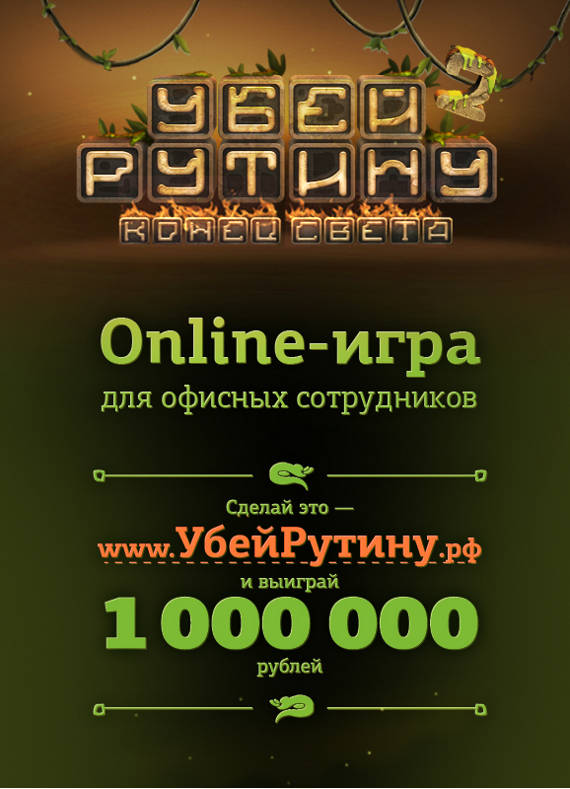 УБЕЙ 2
РУТИНУ
КОНЕЦ СВЕТА
Online-игра
для офисных сотрудников
Сделай это —
www.УбейРутину.рф
и выиграй
1 000 000
рублей